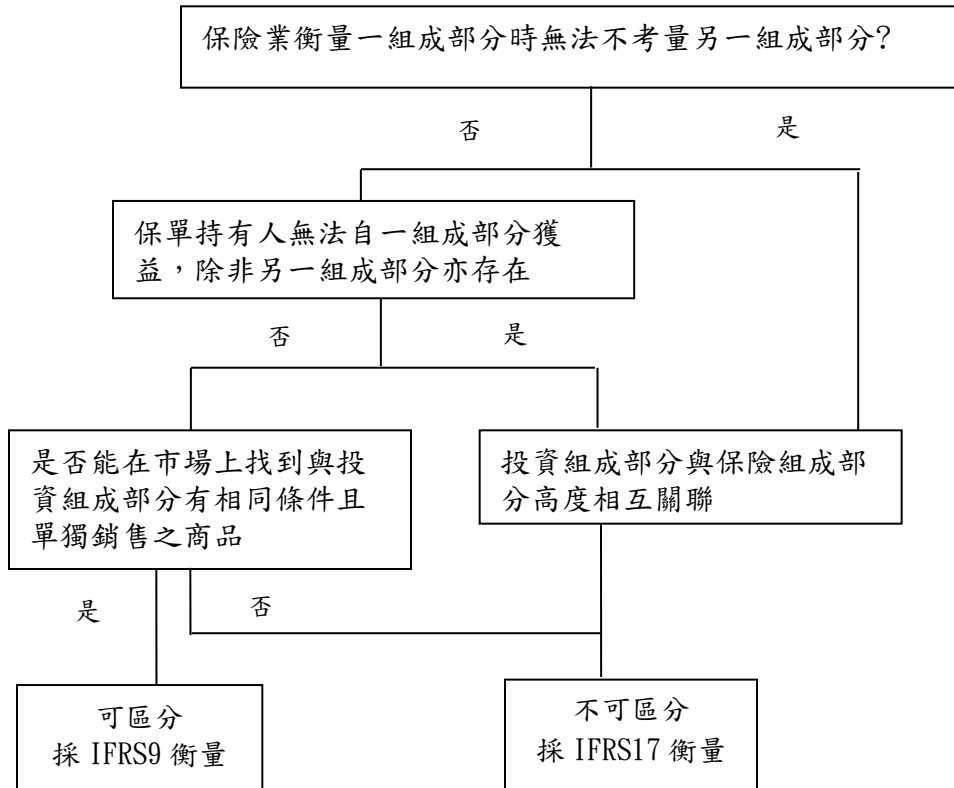 保險業衡量一組成部分時無法不考量另一組成部分?
否
是
保單持有人無法自一組成部分獲
益，除非另一組成部分亦存在
否
是
是否能在市場上找到與投
資組成部分有相同條件且
單獨銷售之商品
投資組成部分與保險組成部
分高度相互關聯
是
否
可區分
採 IFRS9 衡量
不可區分
採 IFRS17 衡量